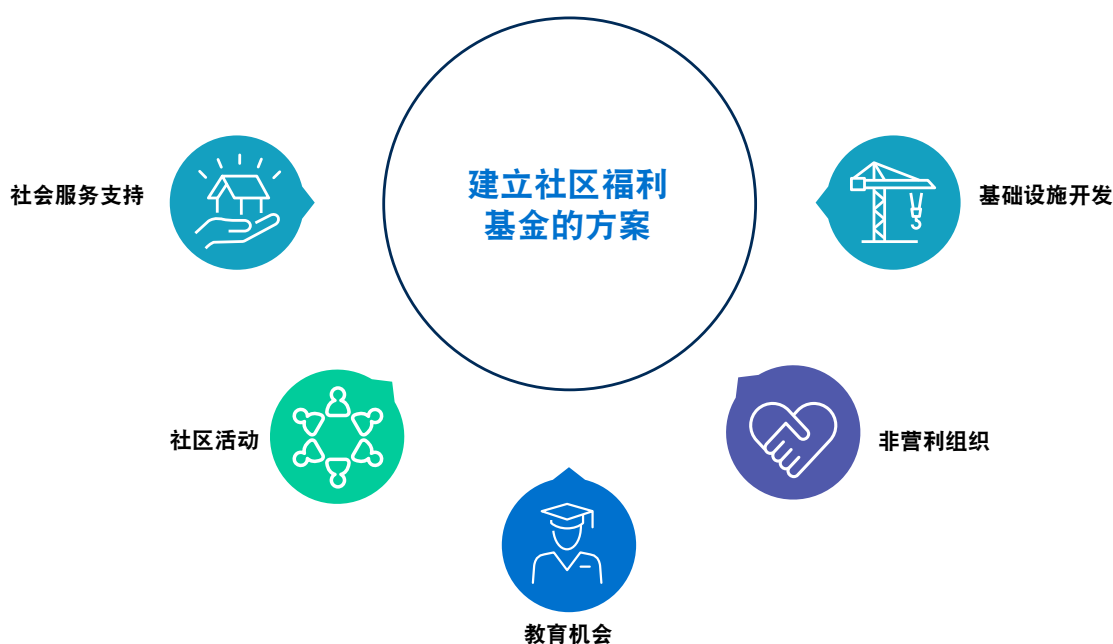 建立社区福利
基金的方案
社会服务支持
基础设施开发
社区活动
非营利组织
教育机会